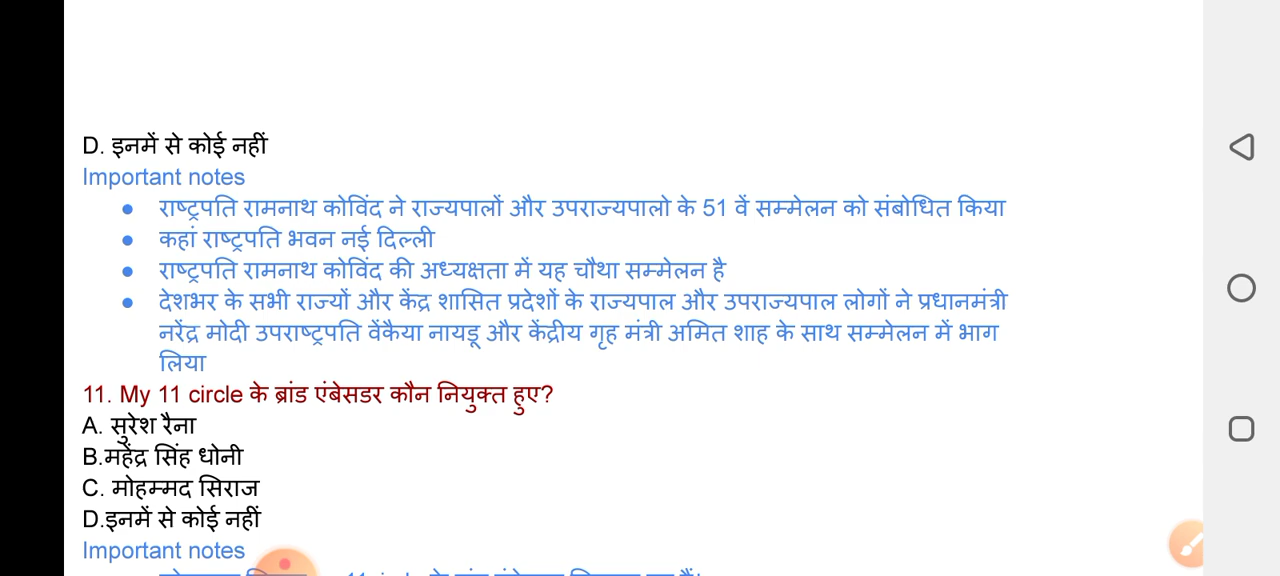 D. इनमें से कोई नहीं
Important notes
● राष्ट्रपति रामनाथ कोविंद ने राज्यपालों और उपराज्यपालो के 51 वें सम्मेलन को संबोधित किया
● कहां राष्ट्रपति भवन नई दिल्ली
● राष्ट्रपति रामनाथ कोविंद की अध्यक्षता में यह चौथा सम्मेलन है
● देशभर के सभी राज्यों और केंद्र शासित प्रदेशों के राज्यपाल और उपराज्यपाल लोगों ने प्रधानमंत्री
नरेंद्र मोदी उपराष्ट्रपति वेंकैया नायडू और केंद्रीय गृह मंत्री अमित शाह के साथ सम्मेलन में भाग
लिया
11. My 11 circle के ब्रांड एंबेसडर कौन नियुक्त हुए?
A. सुरेश रैना
B.महेंद्र सिंह धोनी
C. मोहम्मद सिराज
D.इनमें से कोई नहीं
Important notes